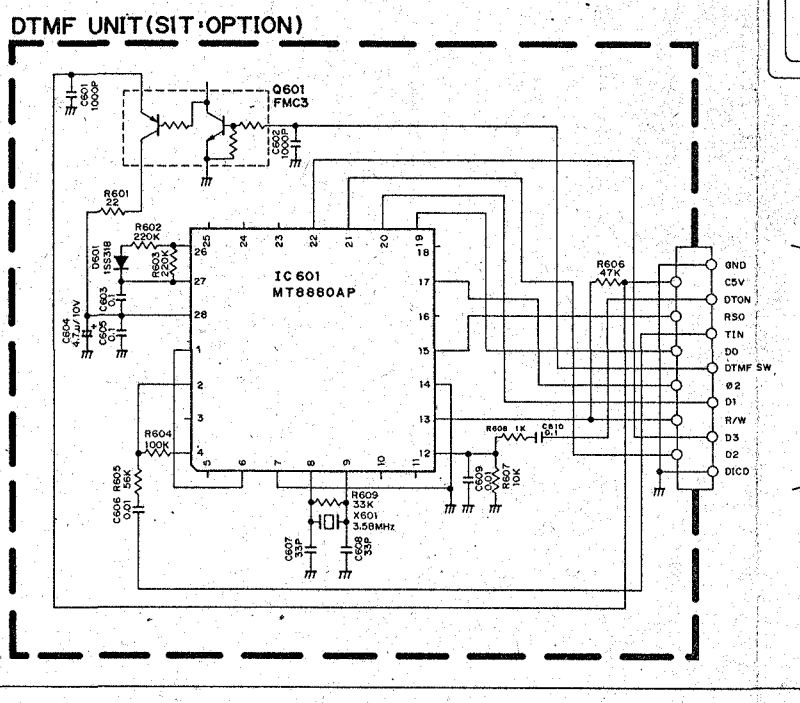 DTMF UNIT(SIT·OPTION)
C601
1000P
Q601
FMC3
C602
1000P
R601
22
R602
220K
D601
1SS318
R603
220K
C603
0.1
C604
4.7u/10V
+
C605
0.1
IC601
MT8880AP
25
24
23
22
21
20
19
26
27
28
1
2
3
4
5
6
7
8
9
10
11
18
17
16
15
14
13
12
R604
100K
R605
56K
C606
0.01
R609
33K
X601
3.58MHz
C607
33P
C608
33P
R608 1K
C610
0.1
C609
0.01
R607
10K
R606
47K
GND
C5V
DTON
RSO
TIN
D0
DTMF SW
Ø2
D1
R/W
D3
D2
DICD